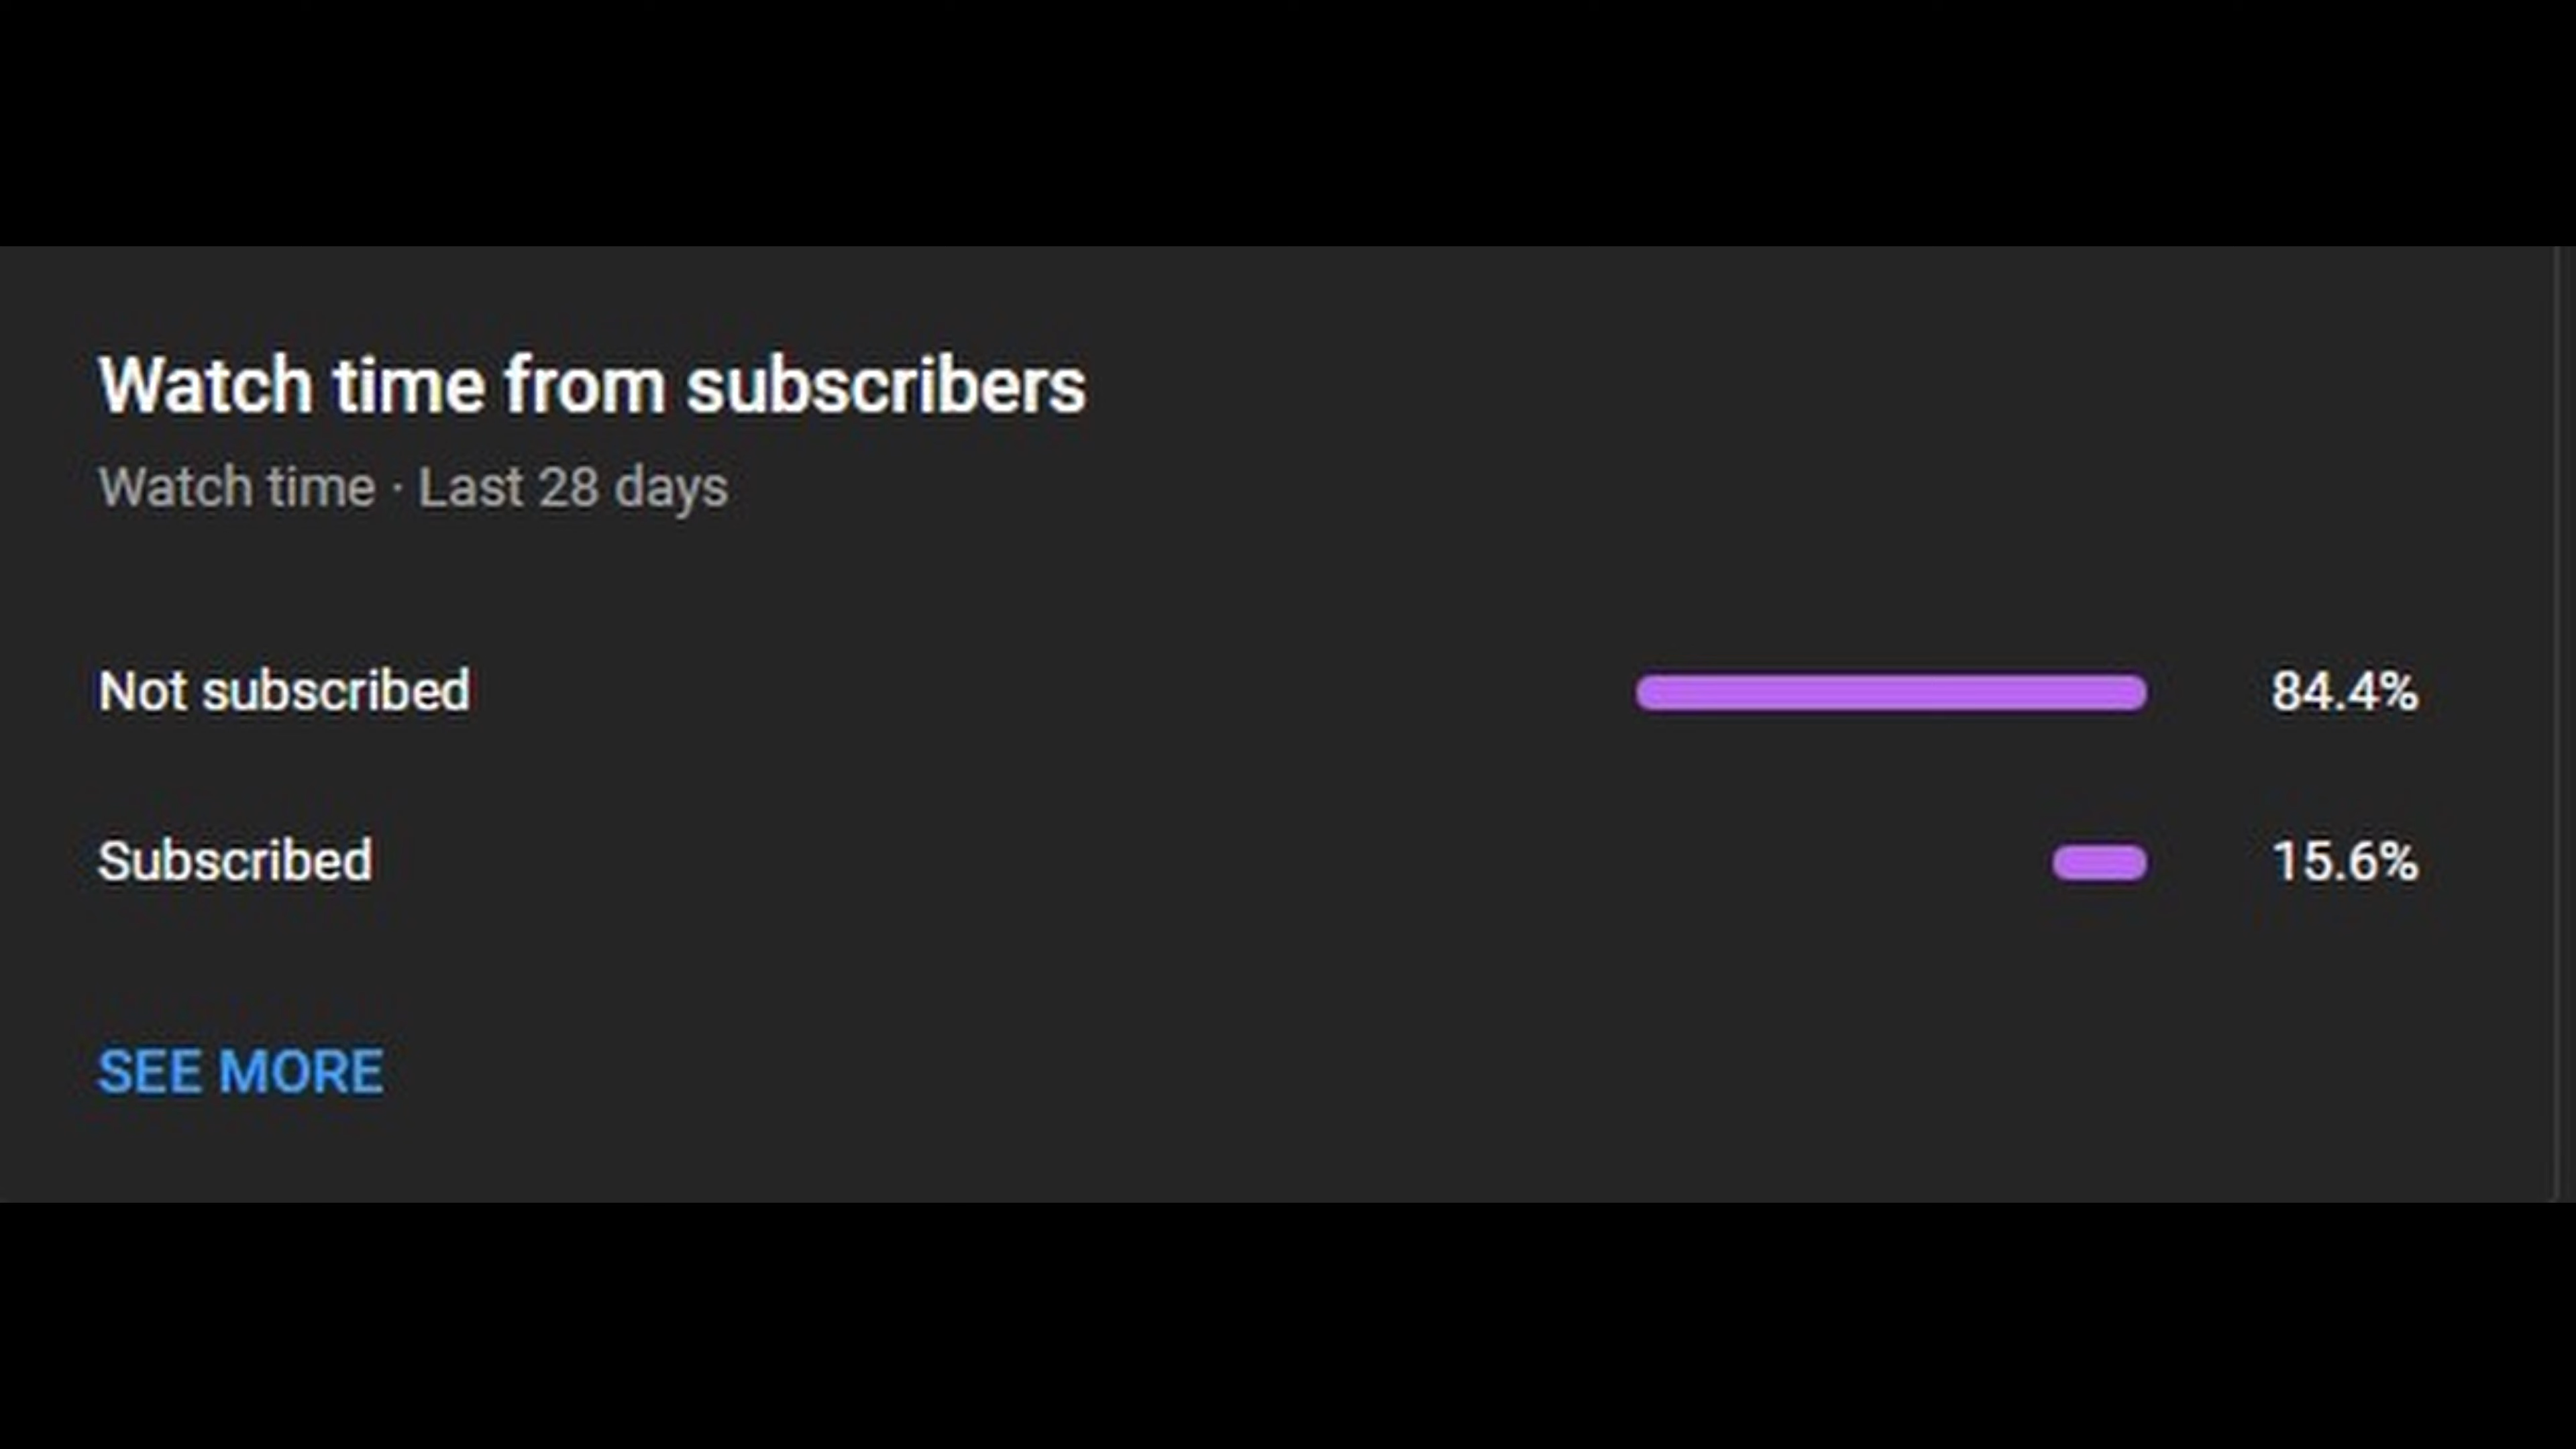 Watch time from subscribers
Watch time · Last 28 days
Not subscribed 84.4%
Subscribed 15.6%
SEE MORE